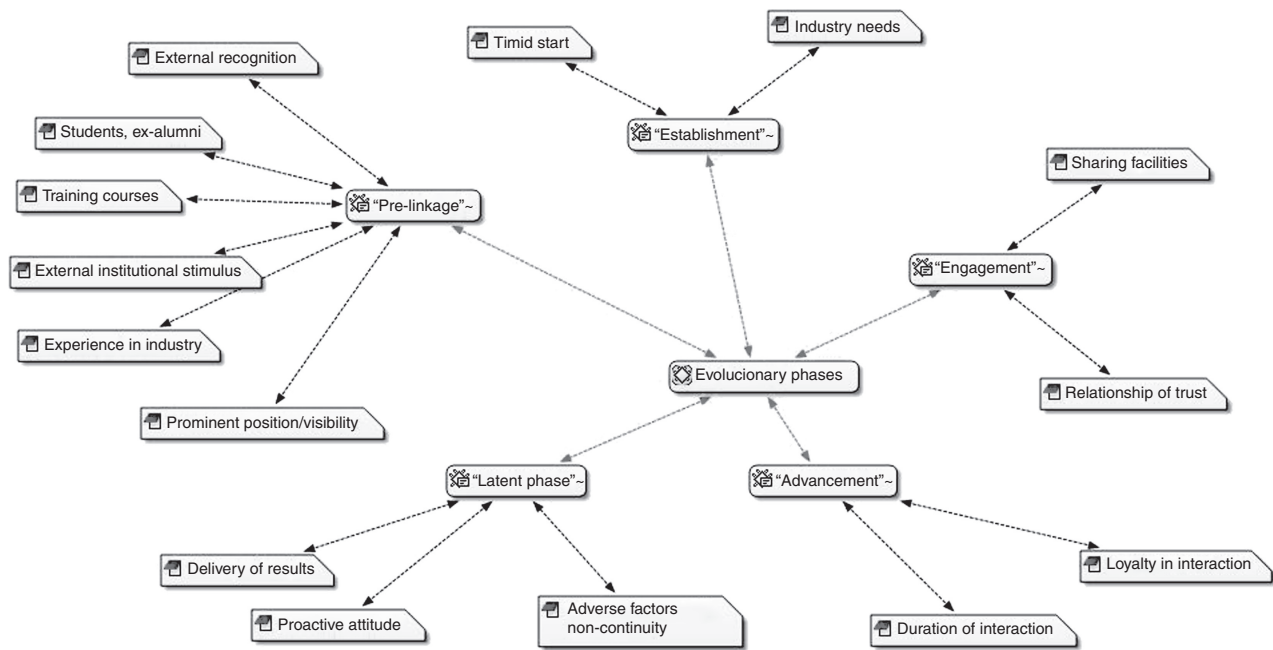 Industry needs
Timid start
External recognition
"Establishment"~
Students, ex-alumni
Sharing facilities
Training courses
"Pre-linkage"~
External institutional stimulus
"Engagement"~
Experience in industry
Evolucionary phases
Relationship of trust
Prominent position/visibility
"Latent phase"~
"Advancement"~
Delivery of results
Loyalty in interaction
Proactive attitude
Adverse factors
non-continuity
Duration of interaction